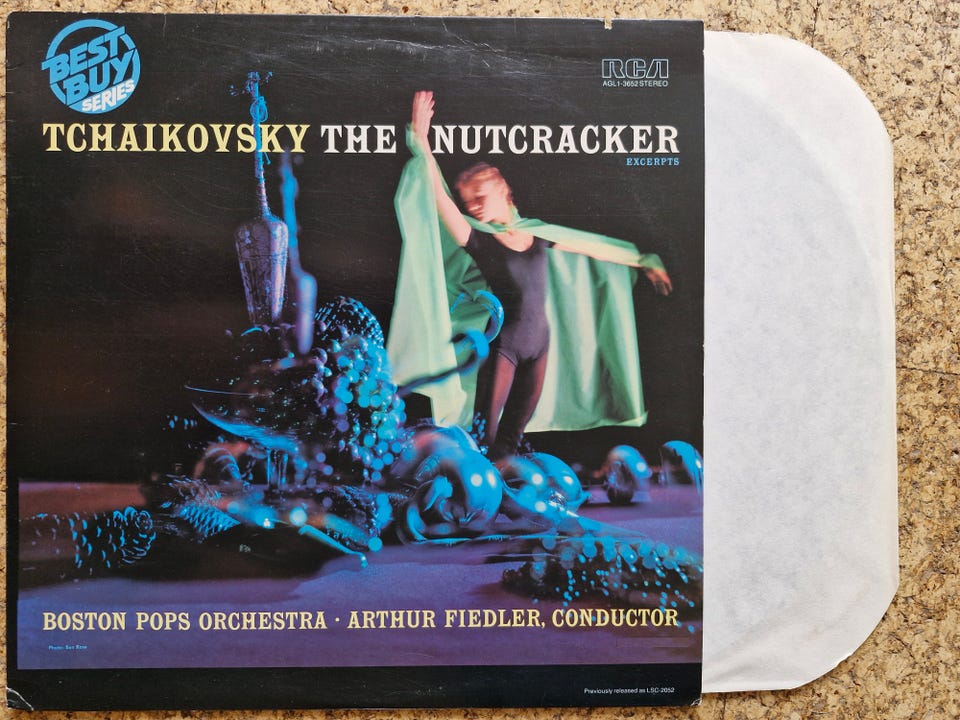 BEST
BUY
SERIES
RCA
AGL1-3652 STEREO
TCHAIKOVSKY THE NUTCRACKER
EXCERPTS
BOSTON POPS ORCHESTRA · ARTHUR FIEDLER, CONDUCTOR
Photo:
Previously released as LSC-2052